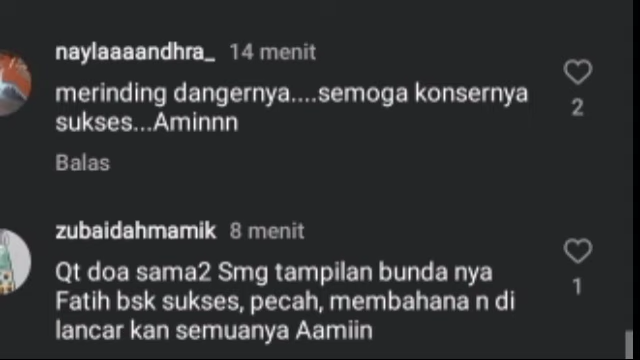 naylaaaandhra_ 14 menit
merinding dangernya....semoga konsernya
2
sukses...Aminnn
Balas
zubaidahmamik 8 menit
Qt doa sama2 Smg tampilan bunda nya
1
Fatih bsk sukses, pecah, membahana n di
lancar kan semuanya Aamiin